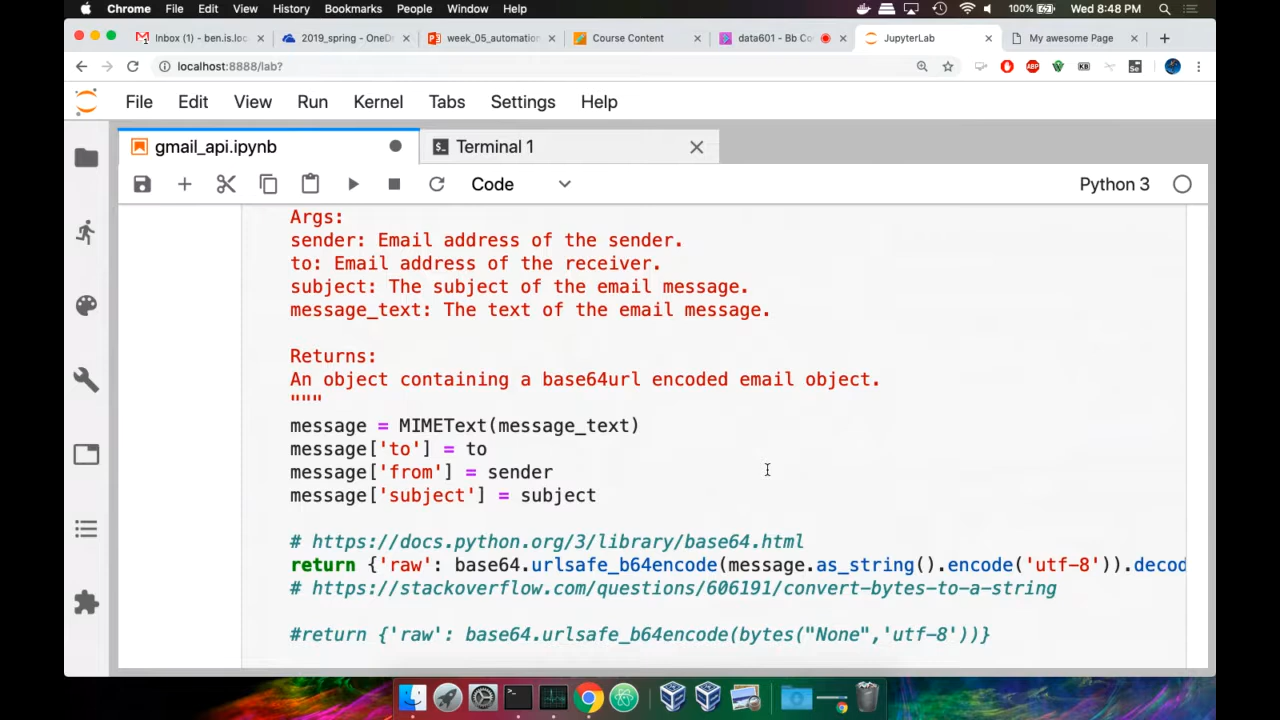 Chrome File Edit View History Bookmarks People Window Help 100% Wed 8:48 PM
Inbox (1) - ben.is.loc 2019_spring - OneD week_05_automation Course Content data601 - Bb Co JupyterLab My awesome Page
localhost:8888/lab?
File Edit View Run Kernel Tabs Settings Help
gmail_api.ipynb Terminal 1
Code Python 3
Args:
sender: Email address of the sender.
to: Email address of the receiver.
subject: The subject of the email message.
message_text: The text of the email message.
Returns:
An object containing a base64url encoded email object.
"""
message = MIMEText(message_text)
message['to'] = to
message['from'] = sender
message['subject'] = subject
# https://docs.python.org/3/library/base64.html
return {'raw': base64.urlsafe_b64encode(message.as_string().encode('utf-8')).decod
# https://stackoverflow.com/questions/606191/convert-bytes-to-a-string
#return {'raw': base64.urlsafe_b64encode(bytes("None",'utf-8'))}